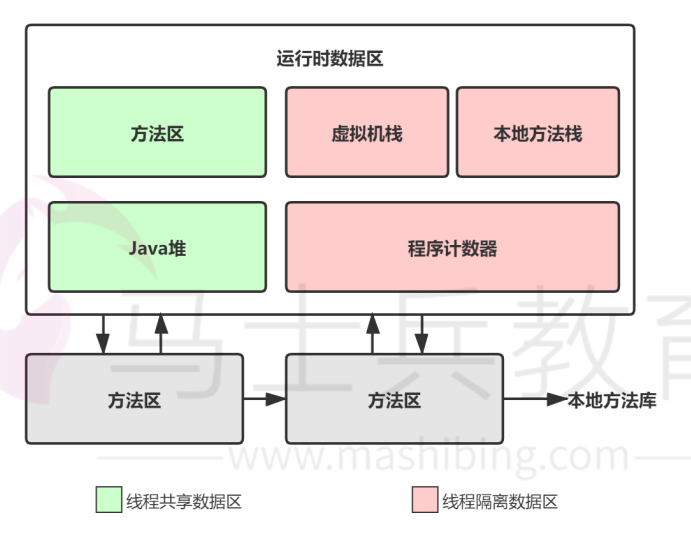 运行时数据区
方法区
虚拟机栈
本地方法栈
Java堆
程序计数器
方法区
方法区
本地方法库
马士兵教育
www.mashibing.com
线程共享数据区
线程隔离数据区